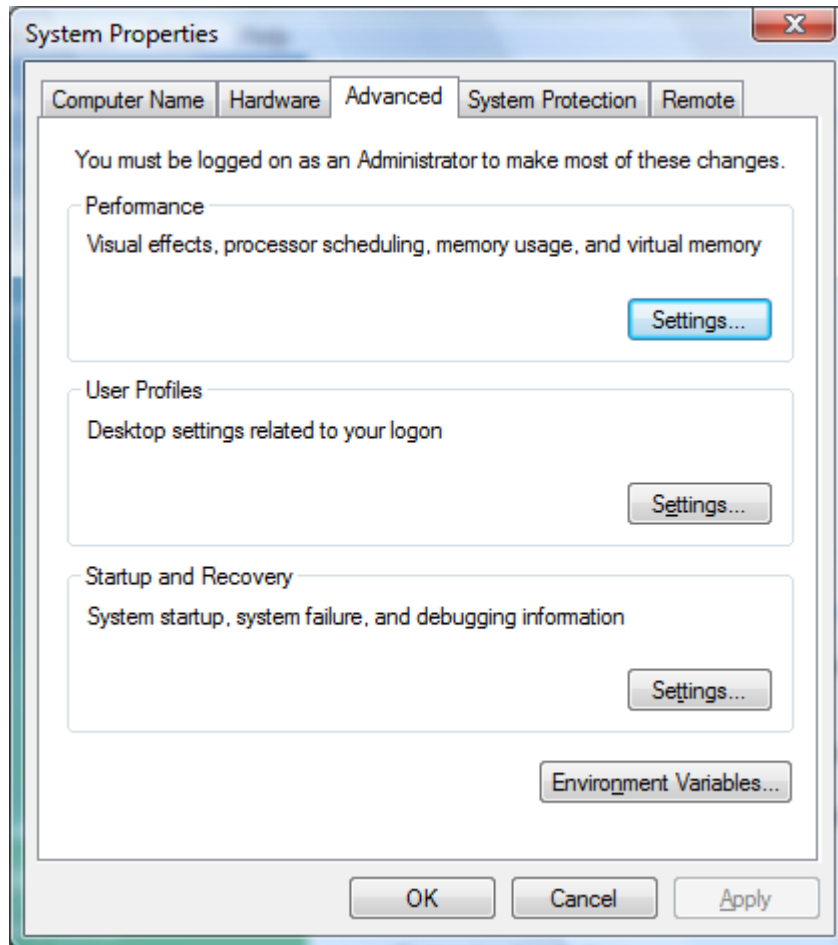 System Properties
Computer Name Hardware Advanced System Protection Remote
You must be logged on as an Administrator to make most of these changes.
Performance
Visual effects, processor scheduling, memory usage, and virtual memory
Settings...
User Profiles
Desktop settings related to your logon
Settings...
Startup and Recovery
System startup, system failure, and debugging information
Settings...
Environment Variables...
OK Cancel Apply